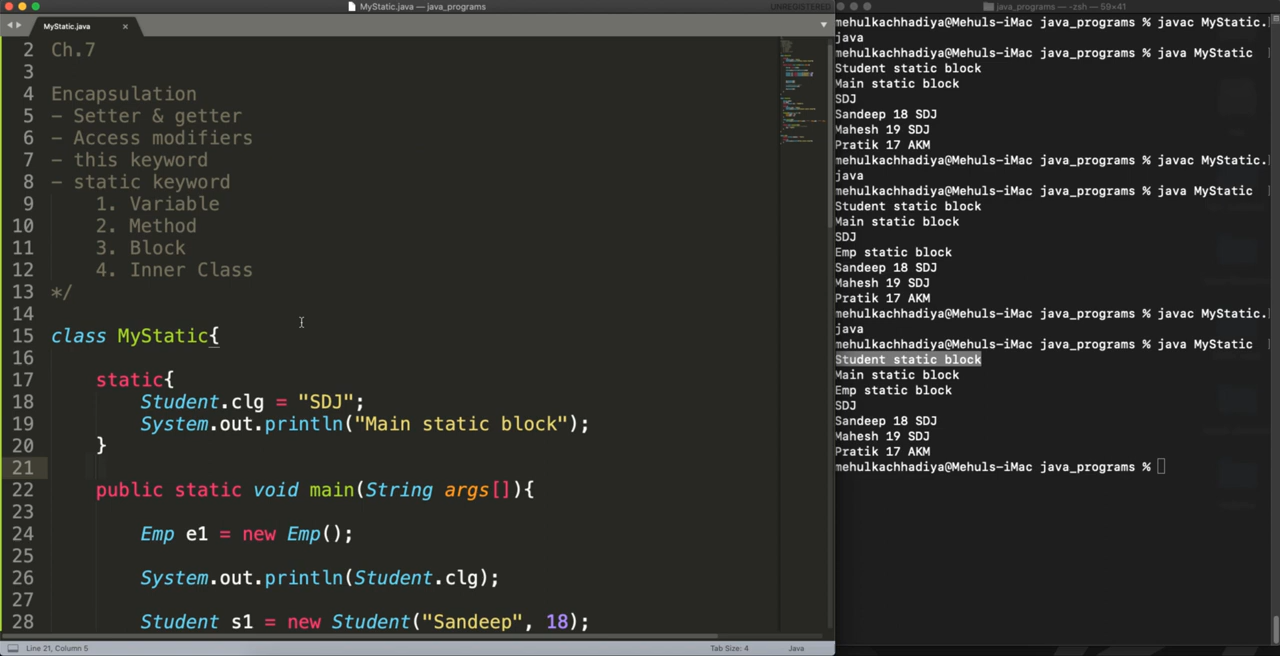 MyStatic.java — java_programs
UNREGISTERED
MyStatic.java
2 Ch.7
3
4 Encapsulation
5 - Setter & getter
6 - Access modifiers
7 - this keyword
8 - static keyword
9 1. Variable
10 2. Method
11 3. Block
12 4. Inner Class
13 */
14
15 class MyStatic{
16
17 static{
18 Student.clg = "SDJ";
19 System.out.println("Main static block");
20 }
21
22 public static void main(String args[]){
23
24 Emp e1 = new Emp();
25
26 System.out.println(Student.clg);
27
28 Student s1 = new Student("Sandeep", 18);
Line 21, Column 5
Tab Size: 4
Java
java_programs — -zsh — 59×41
mehulkachhadiya@Mehuls-iMac java_programs % javac MyStatic.
java
mehulkachhadiya@Mehuls-iMac java_programs % java MyStatic
Student static block
Main static block
SDJ
Sandeep 18 SDJ
Mahesh 19 SDJ
Pratik 17 AKM
mehulkachhadiya@Mehuls-iMac java_programs % javac MyStatic.
java
mehulkachhadiya@Mehuls-iMac java_programs % java MyStatic
Student static block
Main static block
SDJ
Emp static block
Sandeep 18 SDJ
Mahesh 19 SDJ
Pratik 17 AKM
mehulkachhadiya@Mehuls-iMac java_programs % javac MyStatic.
java
mehulkachhadiya@Mehuls-iMac java_programs % java MyStatic
Student static block
Main static block
Emp static block
SDJ
Sandeep 18 SDJ
Mahesh 19 SDJ
Pratik 17 AKM
mehulkachhadiya@Mehuls-iMac java_programs %